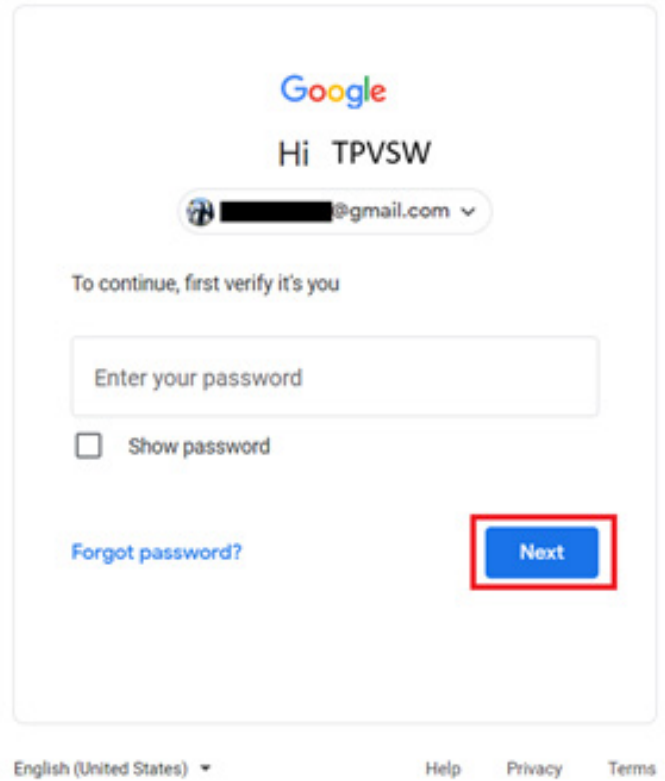 Google
Hi TPVSW
@gmail.com
To continue, first verify it's you
Enter your password
Show password
Forgot password? Next
English (United States) Help Privacy Terms